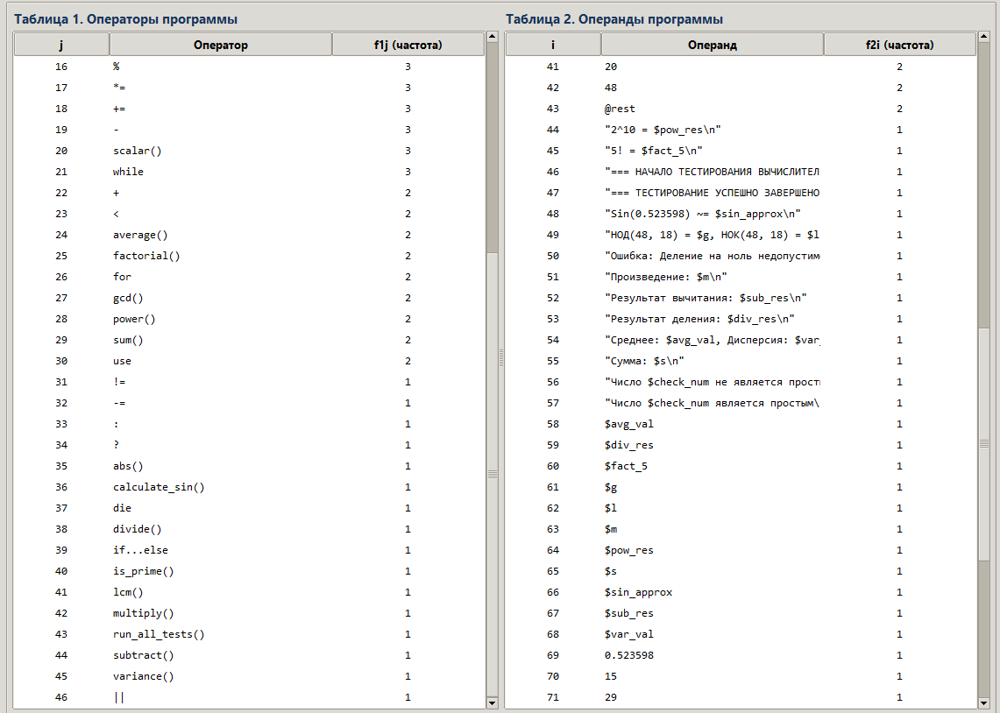 Таблица 1. Операторы программы
j Оператор f1j (частота)
16 % 3
17 *= 3
18 += 3
19 - 3
20 scalar() 3
21 while 3
22 + 2
23 < 2
24 average() 2
25 factorial() 2
26 for 2
27 gcd() 2
28 power() 2
29 sum() 2
30 use 2
31 != 1
32 -= 1
33 : 1
34 ? 1
35 abs() 1
36 calculate_sin() 1
37 die 1
38 divide() 1
39 if...else 1
40 is_prime() 1
41 lcm() 1
42 multiply() 1
43 run_all_tests() 1
44 subtract() 1
45 variance() 1
46 || 1
Таблица 2. Операнды программы
i Операнд f2i (частота)
41 20 2
42 48 2
43 @rest 2
44 "2^10 = $pow_res\n" 1
45 "5! = $fact_5\n" 1
46 "=== НАЧАЛО ТЕСТИРОВАНИЯ ВЫЧИСЛИТЕЛ 1
47 "=== ТЕСТИРОВАНИЕ УСПЕШНО ЗАВЕРШЕНО 1
48 "Sin(0.523598) ~= $sin_approx\n" 1
49 "НОД(48, 18) = $g, НОК(48, 18) = $l 1
50 "Ошибка: Деление на ноль недопустим 1
51 "Произведение: $m\n" 1
52 "Результат вычитания: $sub_res\n" 1
53 "Результат деления: $div_res\n" 1
54 "Среднее: $avg_val, Дисперсия: $var_ 1
55 "Сумма: $s\n" 1
56 "Число $check_num не является прост 1
57 "Число $check_num является простым\ 1
58 $avg_val 1
59 $div_res 1
60 $fact_5 1
61 $g 1
62 $l 1
63 $m 1
64 $pow_res 1
65 $s 1
66 $sin_approx 1
67 $sub_res 1
68 $var_val 1
69 0.523598 1
70 15 1
71 29 1